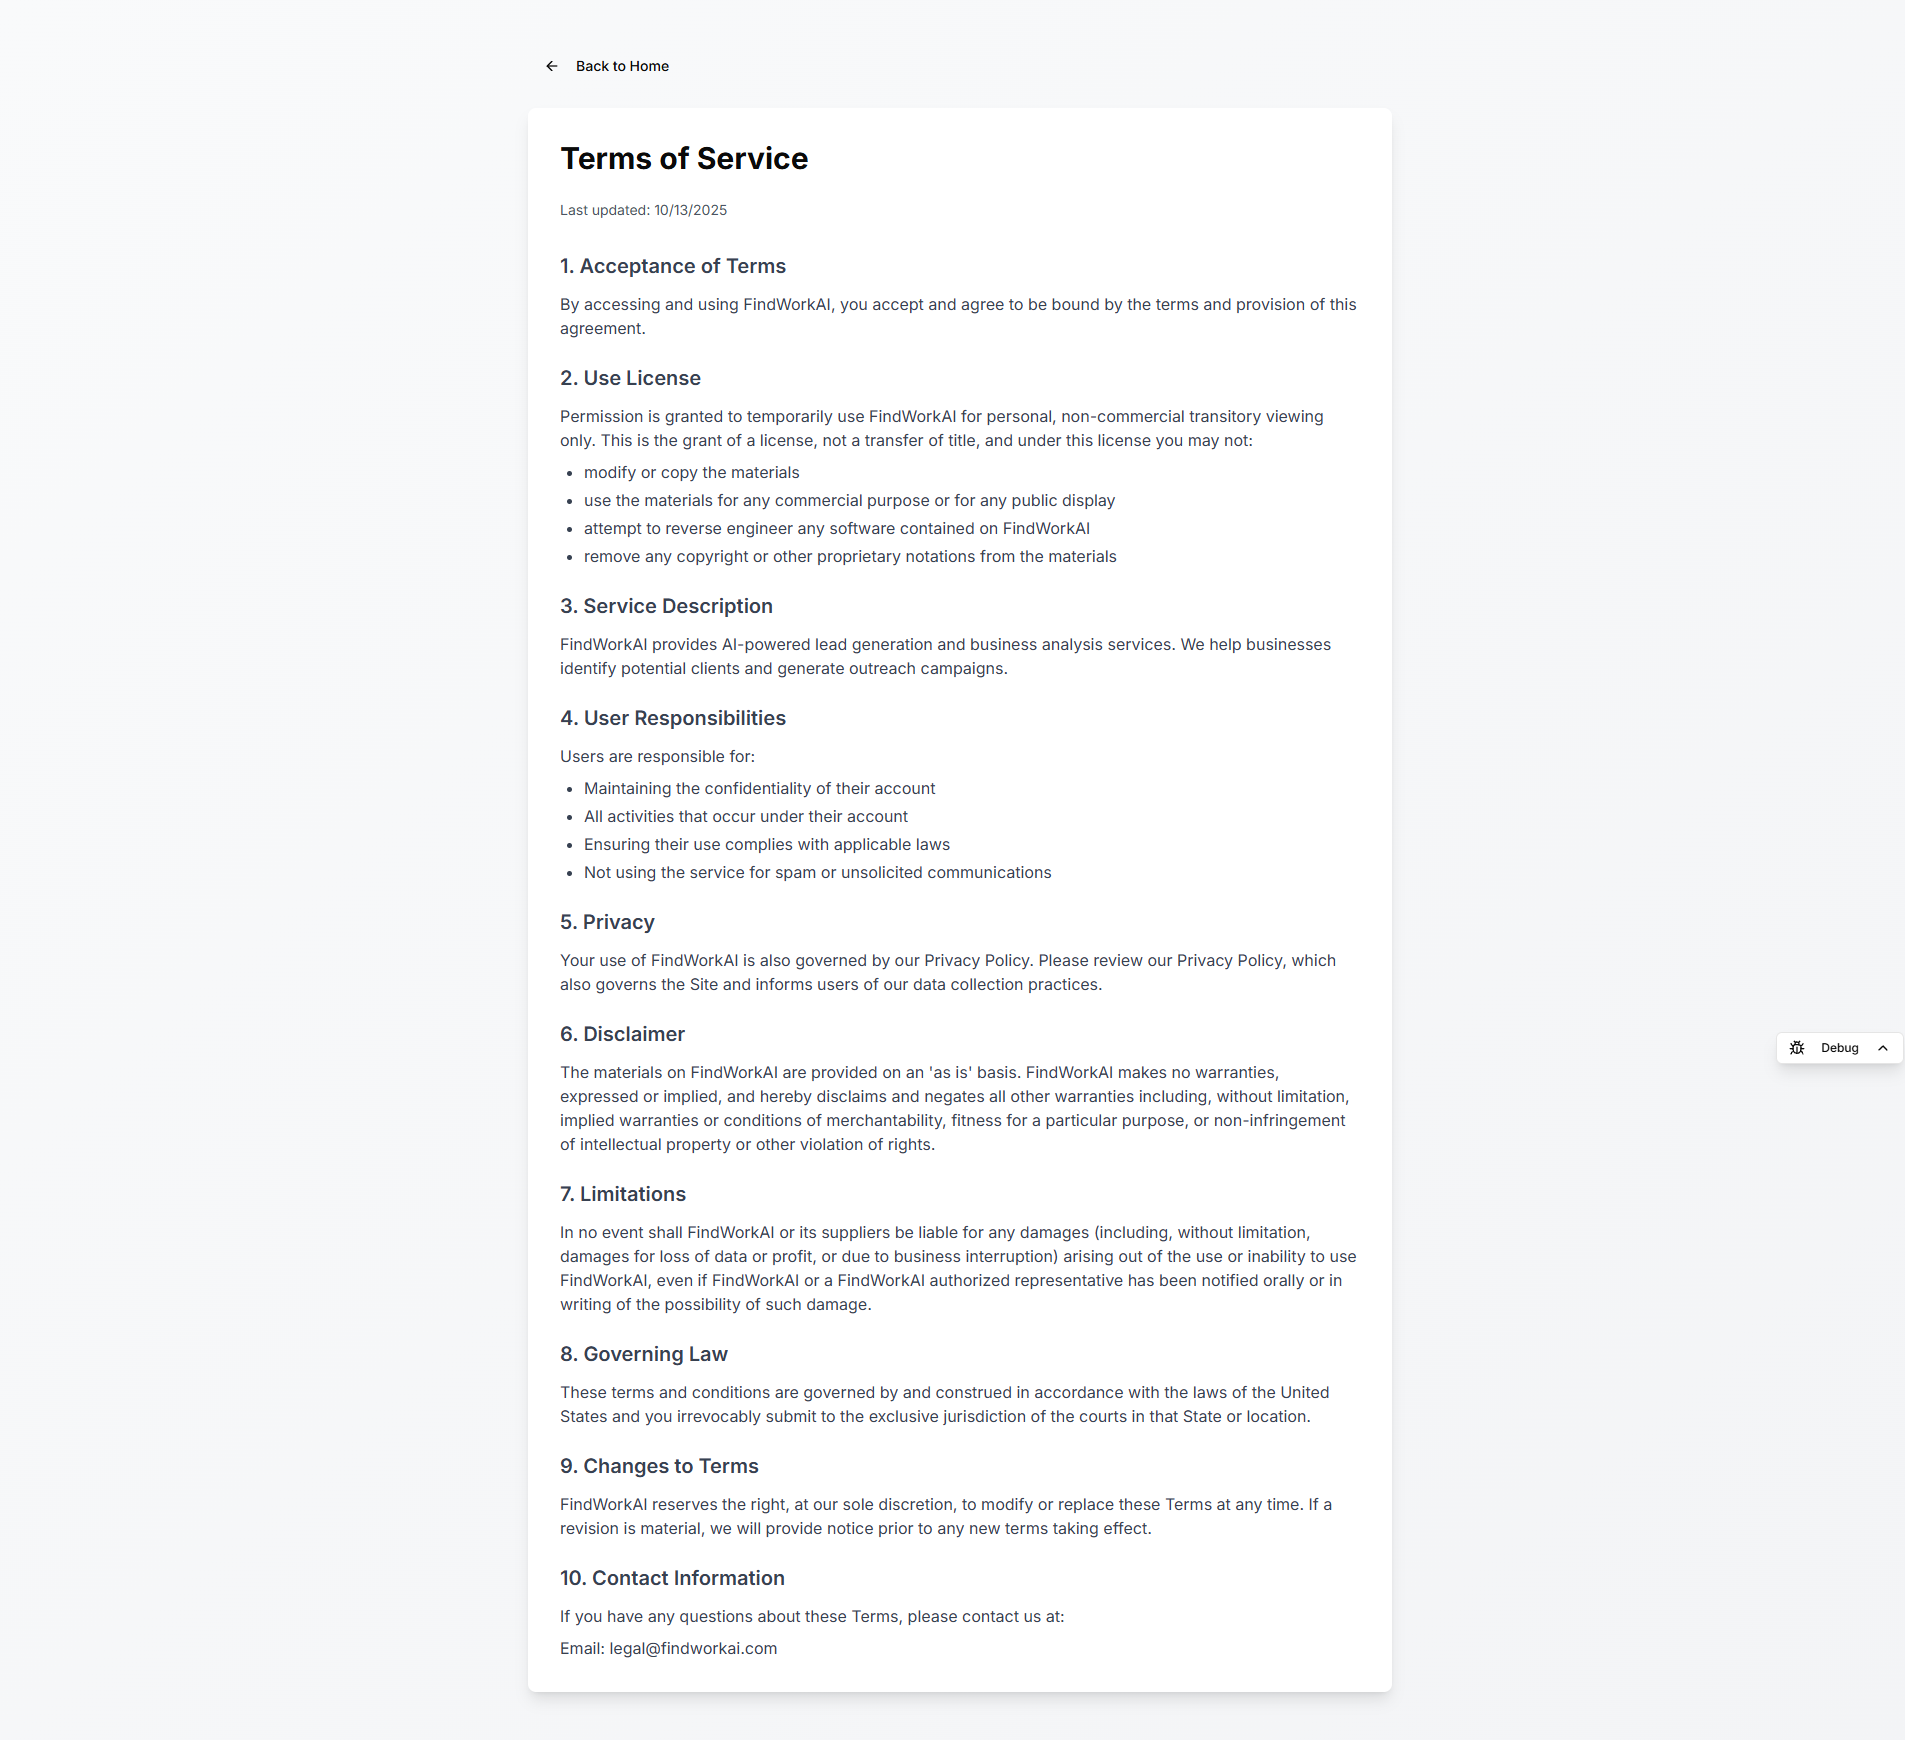 Back to Home
Terms of Service
Last updated: 10/13/2025
1. Acceptance of Terms
By accessing and using FindWorkAI, you accept and agree to be bound by the terms and provision of this
agreement.
2. Use License
Permission is granted to temporarily use FindWorkAI for personal, non-commercial transitory viewing
only. This is the grant of a license, not a transfer of title, and under this license you may not:
• modify or copy the materials
• use the materials for any commercial purpose or for any public display
• attempt to reverse engineer any software contained on FindWorkAI
• remove any copyright or other proprietary notations from the materials
3. Service Description
FindWorkAI provides AI-powered lead generation and business analysis services. We help businesses
identify potential clients and generate outreach campaigns.
4. User Responsibilities
Users are responsible for:
• Maintaining the confidentiality of their account
• All activities that occur under their account
• Ensuring their use complies with applicable laws
• Not using the service for spam or unsolicited communications
5. Privacy
Your use of FindWorkAI is also governed by our Privacy Policy. Please review our Privacy Policy, which
also governs the Site and informs users of our data collection practices.
6. Disclaimer
The materials on FindWorkAI are provided on an 'as is' basis. FindWorkAI makes no warranties,
expressed or implied, and hereby disclaims and negates all other warranties including, without limitation,
implied warranties or conditions of merchantability, fitness for a particular purpose, or non-infringement
of intellectual property or other violation of rights.
Debug
7. Limitations
In no event shall FindWorkAI or its suppliers be liable for any damages (including, without limitation,
damages for loss of data or profit, or due to business interruption) arising out of the use or inability to use
FindWorkAI, even if FindWorkAI or a FindWorkAI authorized representative has been notified orally or in
writing of the possibility of such damage.
8. Governing Law
These terms and conditions are governed by and construed in accordance with the laws of the United
States and you irrevocably submit to the exclusive jurisdiction of the courts in that State or location.
9. Changes to Terms
FindWorkAI reserves the right, at our sole discretion, to modify or replace these Terms at any time. If a
revision is material, we will provide notice prior to any new terms taking effect.
10. Contact Information
If you have any questions about these Terms, please contact us at:
Email: legal@findworkai.com